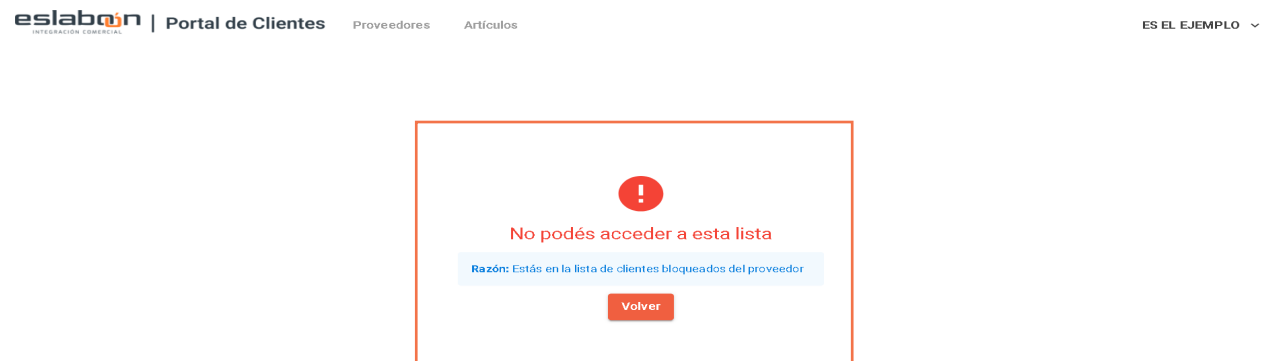 eslabón | Portal de Clientes
INTEGRACIÓN COMERCIAL
Proveedores
Artículos
ES EL EJEMPLO
No podés acceder a esta lista
Razón: Estás en la lista de clientes bloqueados del proveedor
Volver